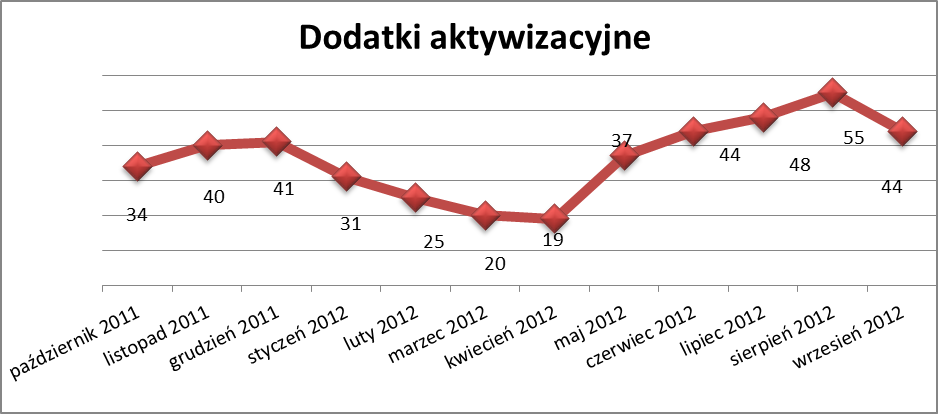 Dodatki aktywizacyjne
34
40
41
31
25
20
19
37
44
48
55
44
październik 2011
listopad 2011
grudzień 2011
styczeń 2012
luty 2012
marzec 2012
kwiecień 2012
maj 2012
czerwiec 2012
lipiec 2012
sierpień 2012
wrzesień 2012